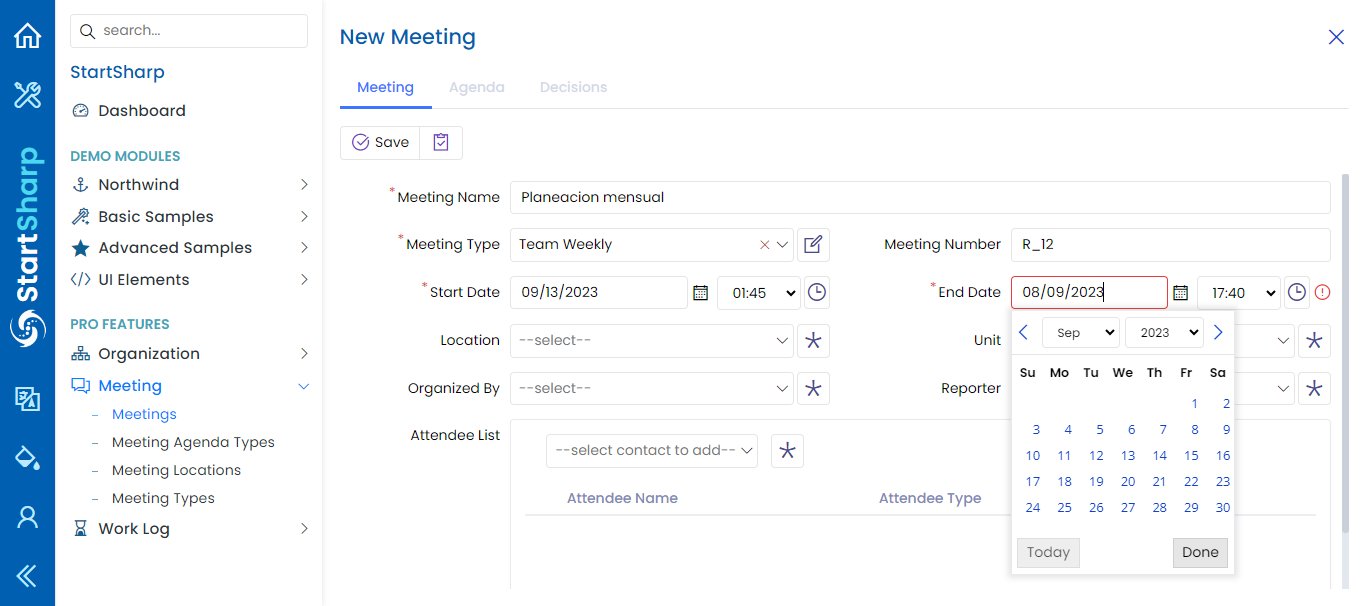 search...
StartSharp
Dashboard
DEMO MODULES
Normthwind
Basic Samples
Advanced Samples
UI Elements
PRO FEATURES
Organization
Meeting
Meetings
Meeting Agenda Types
Meeting Locations
Meeting Types
Work Log
StartSharp
New Meeting
Meeting Agenda Decisions
Save
* Meeting Name Planeacion mensual
* Meeting Type Team Weekly Meeting Number R_12
* Start Date 09/13/2023 01:45 * End Date 08/09/2023 17:40
Location --select-- Unit
Organized By --select-- Reporter
Attendee List
--select contact to add--
Attendee Name Attendee Type
Sep 2023
Su Mo Tu We Th Fr Sa
1 2
3 4 5 6 7 8 9
10 11 12 13 14 15 16
17 18 19 20 21 22 23
24 25 26 27 28 29 30
Today Done